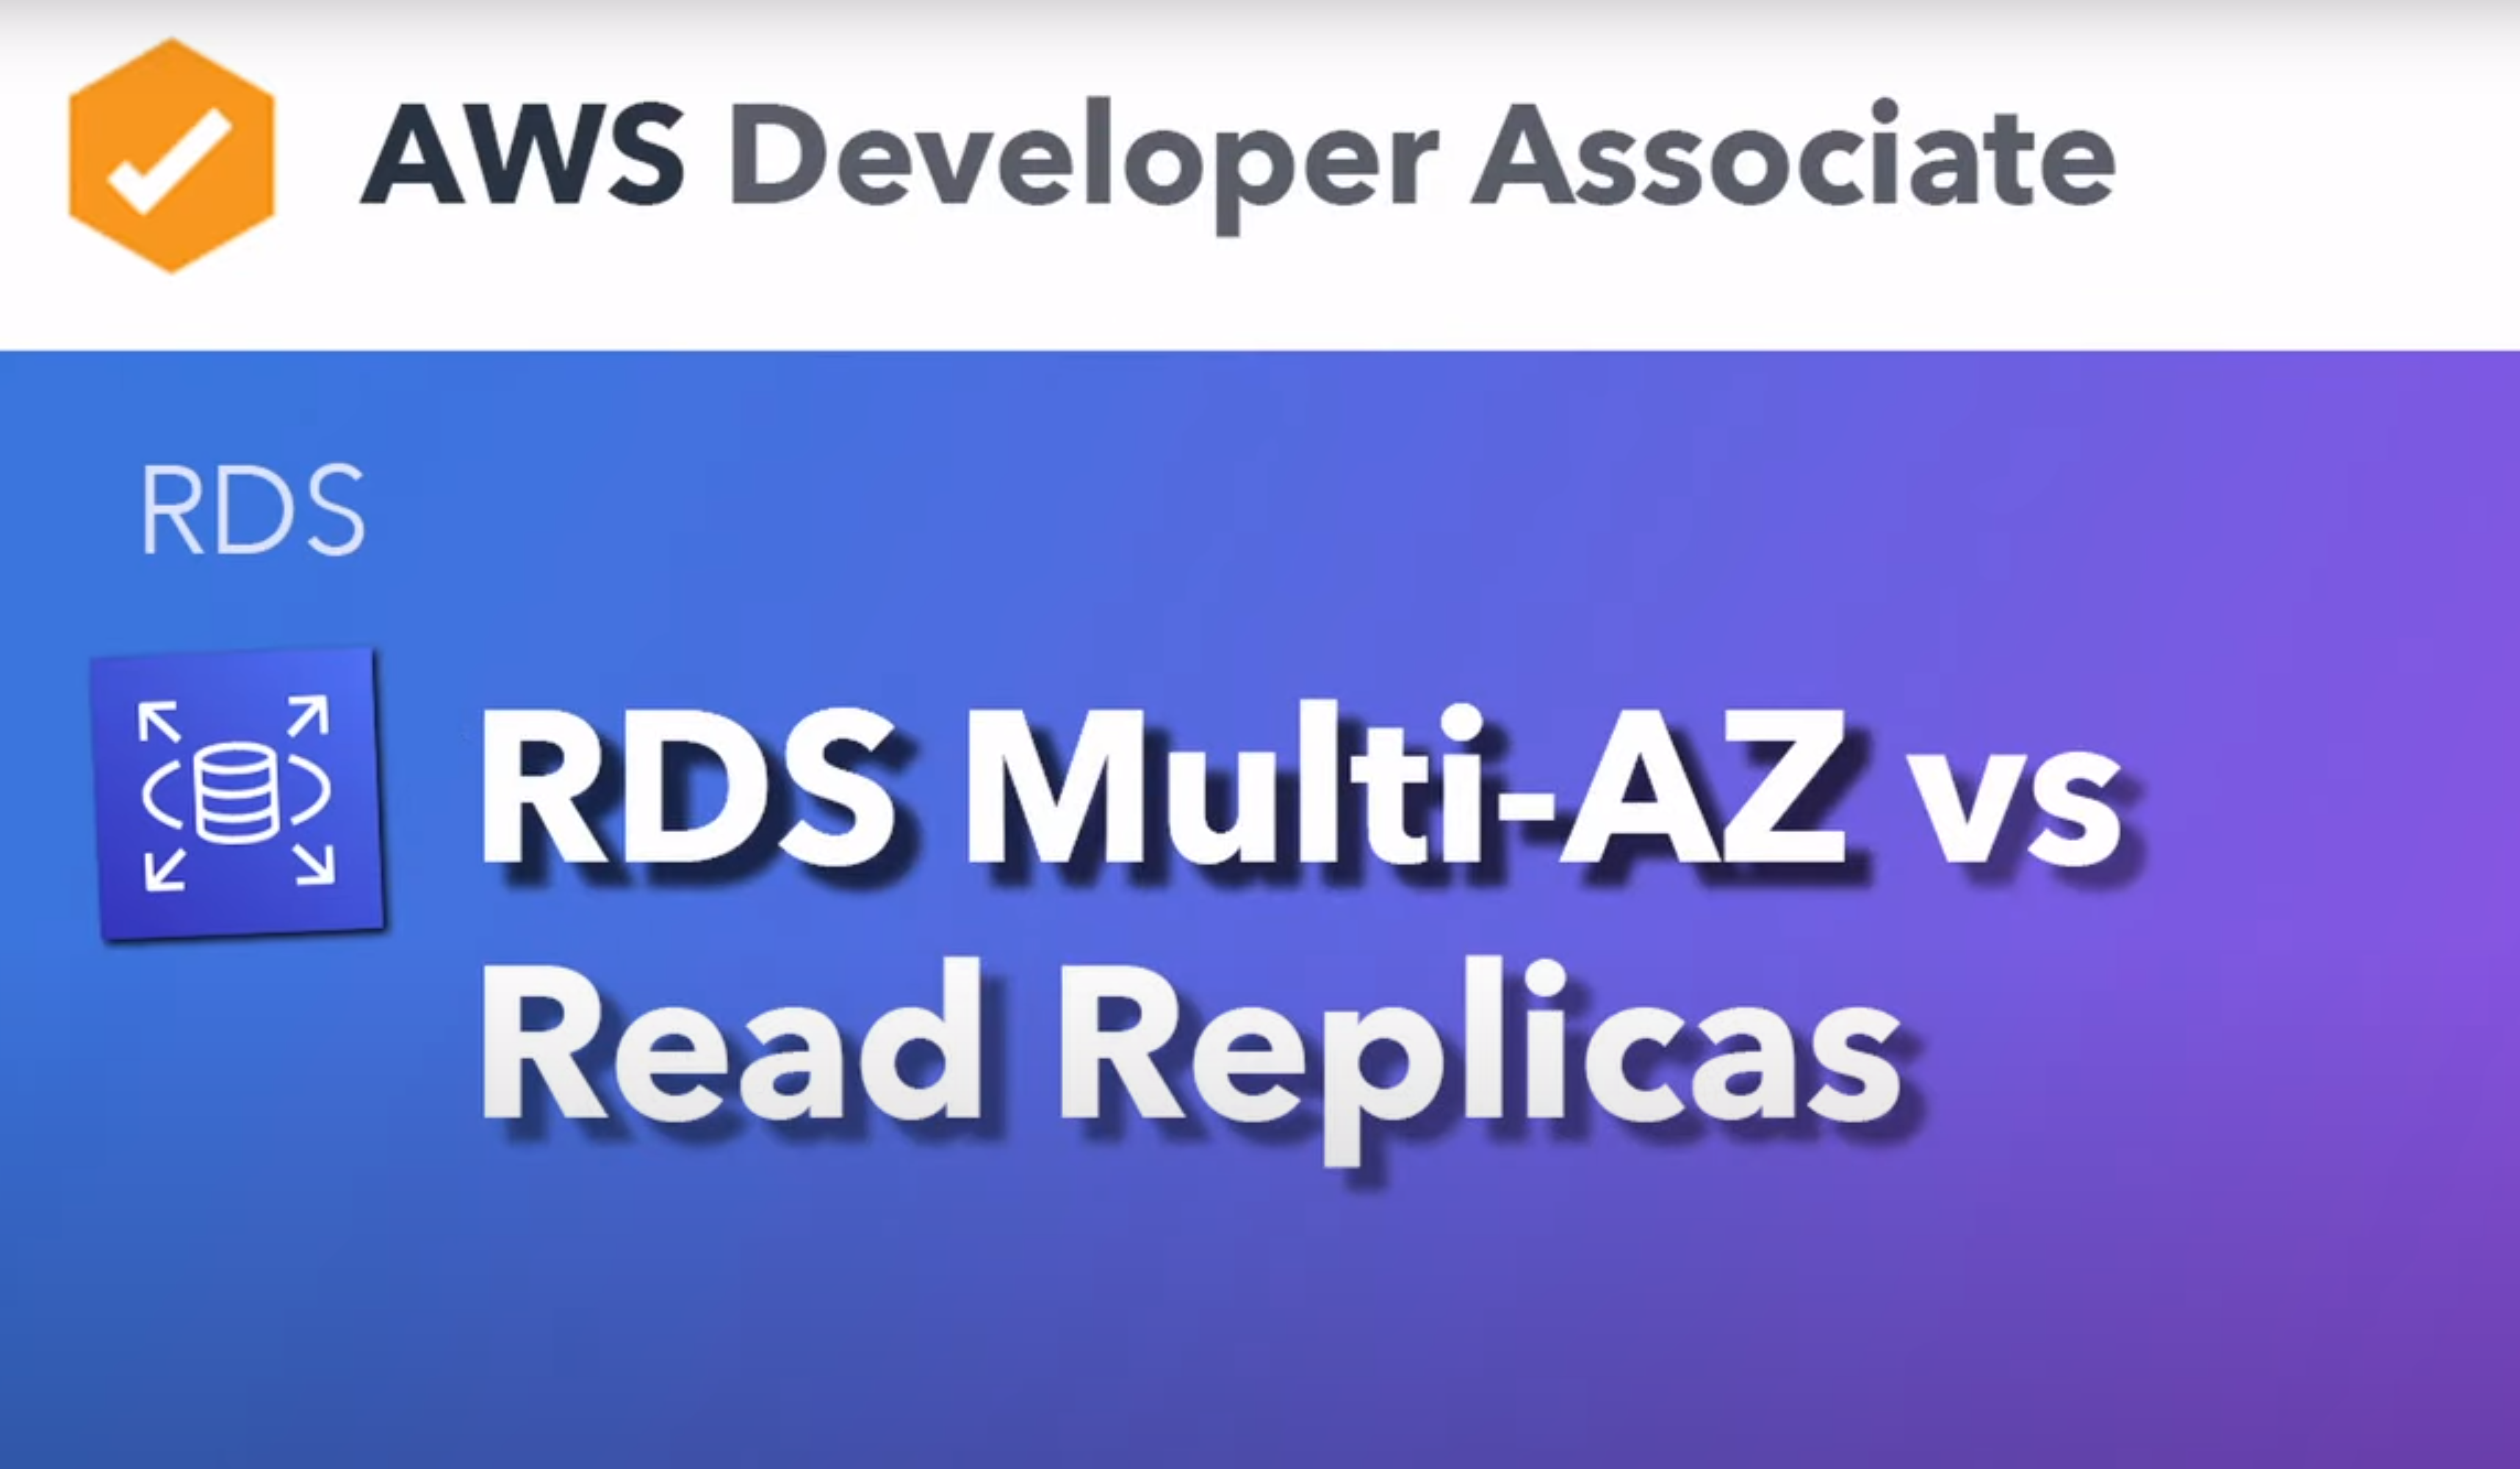 AWS Developer Associate
RDS
RDS Multi-AZ vs
Read Replicas